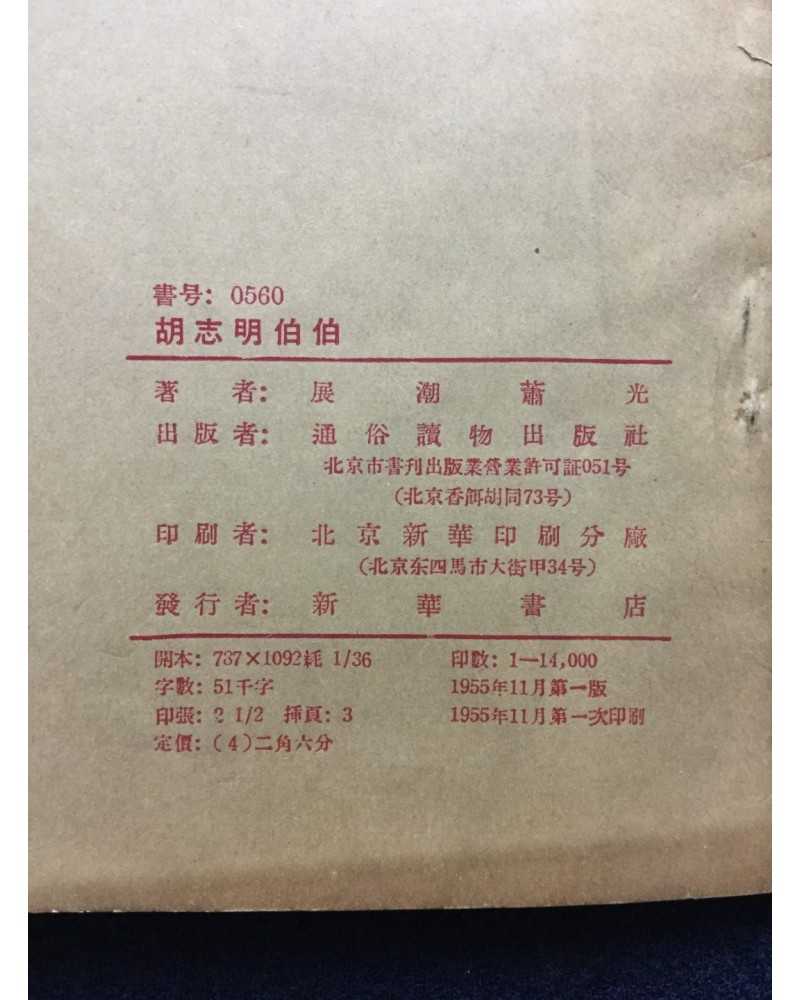 書号: 0560
胡志明伯伯
著者: 展潮 蕭光
出版者: 通俗讀物出版社
北京市書刊出版業營業許可証051号
(北京香餌胡同73号)
印刷者: 北京新華印刷分廠
(北京东四馬市大街甲34号)
發行者: 新華書店
開本: 787×1092耗 1/36 印數: 1—14,000
字數: 51千字 1955年11月第一版
印張: 2 1/2 揷頁: 3 1955年11月第一次印刷
定價: (4)二角六分